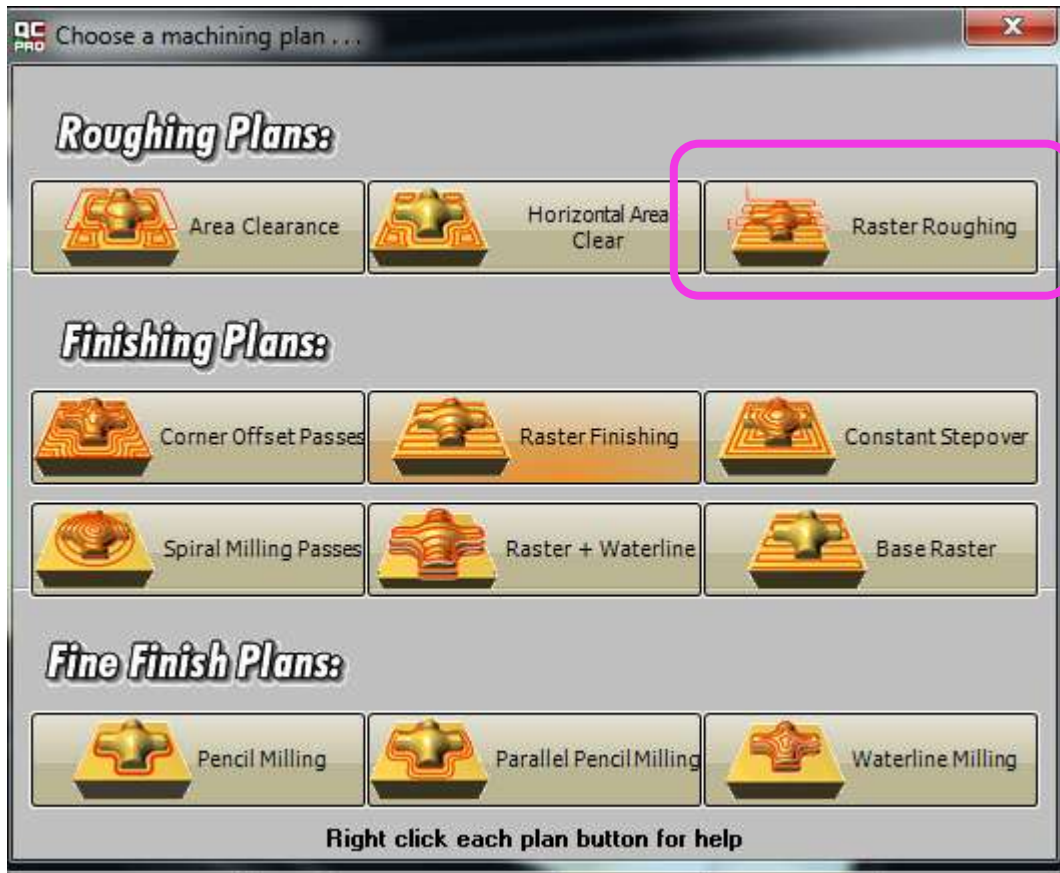 QC PRO Choose a machining plan . . .
Roughing Plans:
Area Clearance
Horizontal Area
Clear
Raster Roughing
Finishing Plans:
Corner Offset Passes
Raster Finishing
Constant Stepover
Spiral Milling Passes
Raster + Waterline
Base Raster
Fine Finish Plans:
Pencil Milling
Parallel Pencil Milling
Waterline Milling
Right click each plan button for help